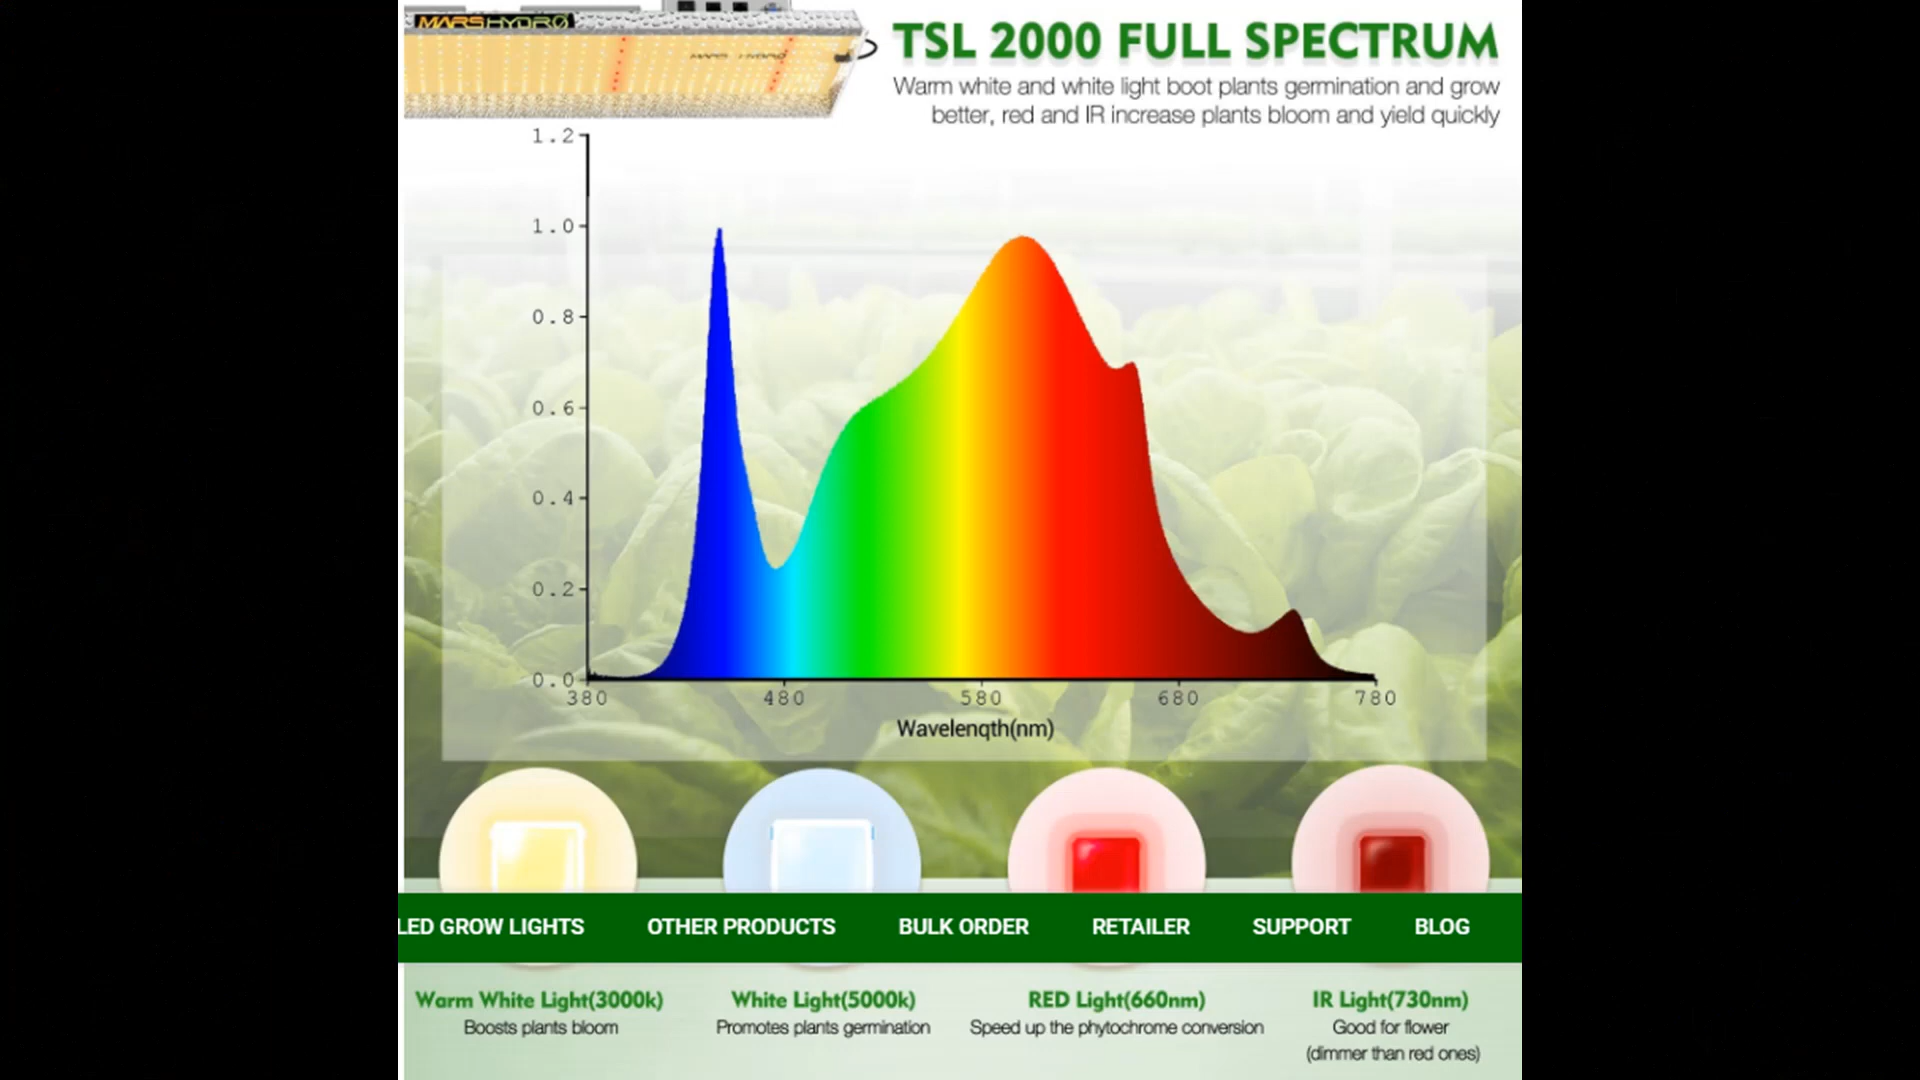 MARSHYDRO
MARS HYDRO
TSL 2000 FULL SPECTRUM
Warm white and white light boot plants germination and grow
better, red and IR increase plants bloom and yield quickly
1.2
1.0
0.8
0.6
0.4
0.2
0.0
380 480 580 680 780
Wavelength(nm)
LED GROW LIGHTS OTHER PRODUCTS BULK ORDER RETAILER SUPPORT BLOG
Warm White Light(3000k) White Light(5000k) RED Light(660nm) IR Light(730nm)
Boosts plants bloom Promotes plants germination Speed up the phytochrome conversion Good for flower
(dimmer than red ones)